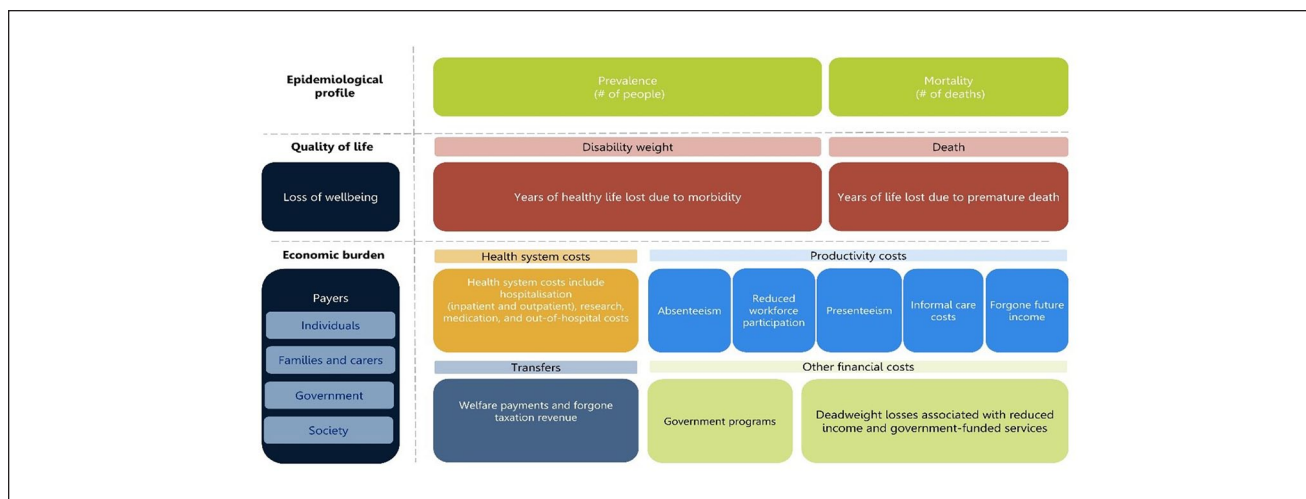 Epidemiological
profile
Prevalence
(# of people)
Mortality
(# of deaths)
Quality of life
Disability weight
Death
Loss of wellbeing
Years of healthy life lost due to morbidity
Years of life lost due to premature death
Economic burden
Health system costs
Productivity costs
Payers
Individuals
Families and carers
Government
Society
Health system costs include
hospitalisation
(inpatient and outpatient), research,
medication, and out-of-hospital costs
Absenteeism
Reduced
workforce
participation
Presenteeism
Informal care
costs
Forgone future
income
Transfers
Other financial costs
Welfare payments and forgone
taxation revenue
Government programs
Deadweight losses associated with reduced
income and government-funded services